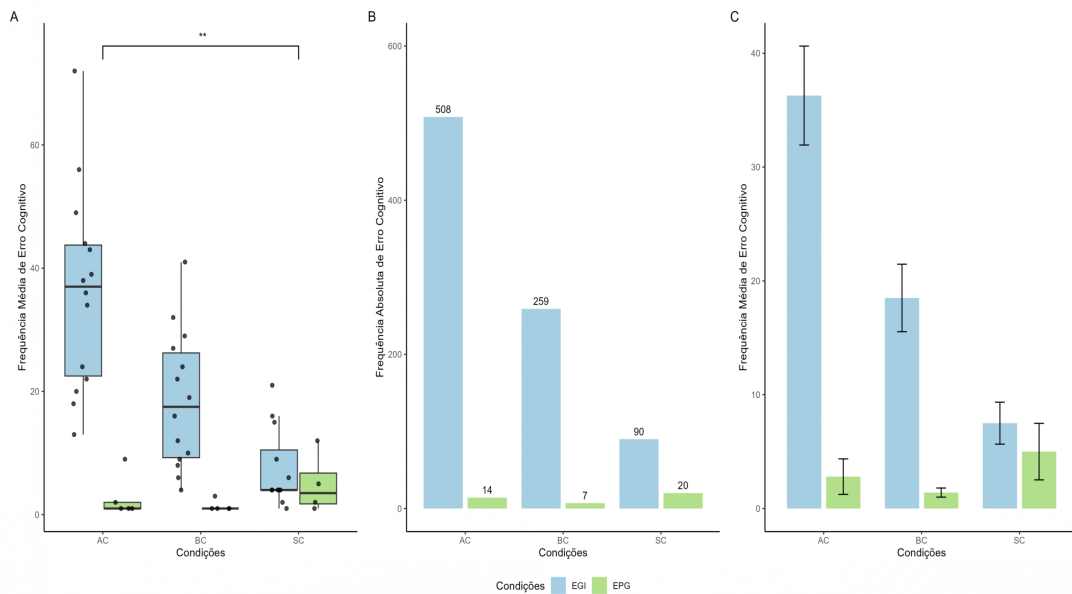 A
**
Frequência Média de Erro Cognitivo
60
40
20
0
AC
BC
SC
Condições
B
Frequência Absoluta de Erro Cognitivo
600
400
200
0
508
14
259
7
90
20
AC
BC
SC
Condições
C
Frequência Média de Erro Cognitivo
40
30
20
10
0
AC
BC
SC
Condições
Condições EGI EPG